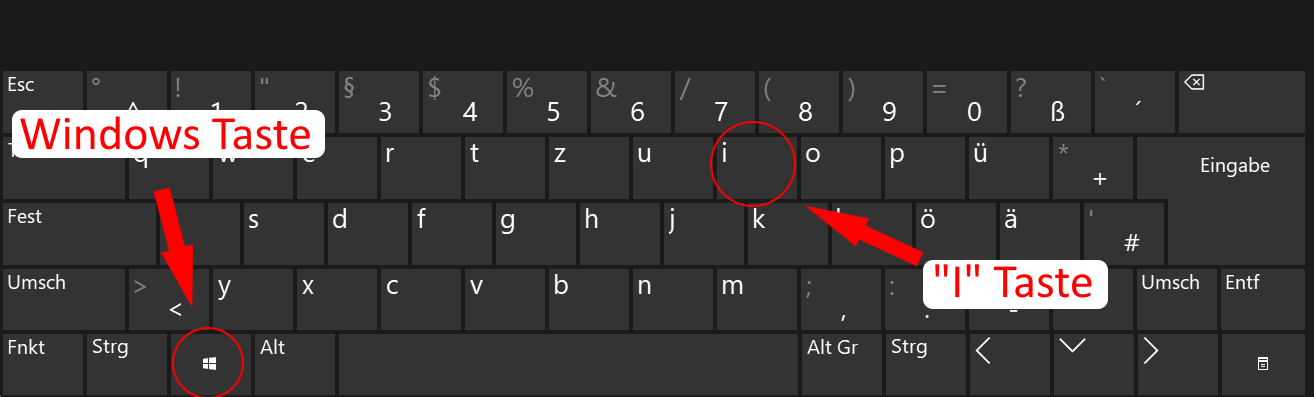 Esc ° ! 1 " 2 § 3 $ 4 % 5 & 6 / 7 ( 8 ) 9 = 0 ? ß ` ´
Windows Taste
q w e r t z u i o p ü * + Eingabe
Fest s d f g h j k ö ä ' #
"I" Taste
Umsch > < y x c v b n m ; , : . - Umsch Entf
Fnkt Strg Alt Alt Gr Strg